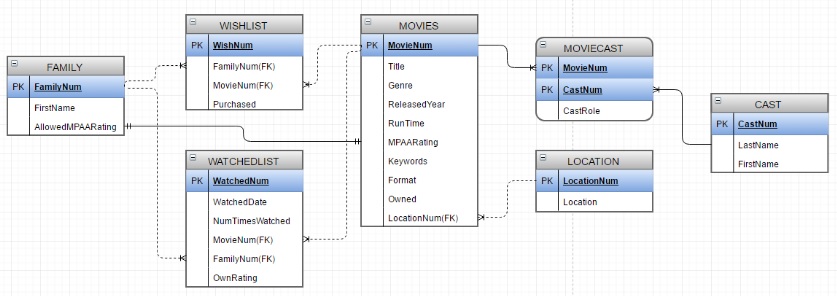 FAMILY
PK FamilyNum
FirstName
AllowedMPAARating
WISHLIST
PK WishNum
FamilyNum(FK)
MovieNum(FK)
Purchased
WATCHEDLIST
PK WatchedNum
WatchedDate
NumTimesWatched
MovieNum(FK)
FamilyNum(FK)
OwnRating
MOVIES
PK MovieNum
Title
Genre
ReleasedYear
RunTime
MPAARating
Keywords
Format
Owned
LocationNum(FK)
MOVIECAST
PK MovieNum
PK CastNum
CastRole
LOCATION
PK LocationNum
Location
CAST
PK CastNum
LastName
FirstName